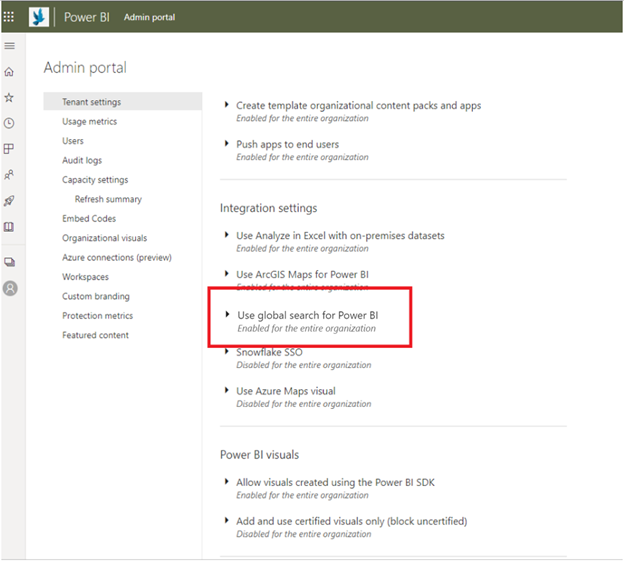 Power BI Admin portal
Admin portal
Tenant settings
Usage metrics
Users
Audit logs
Capacity settings
Refresh summary
Embed Codes
Organizational visuals
Azure connections (preview)
Workspaces
Custom branding
Protection metrics
Featured content
Create template organizational content packs and apps
Enabled for the entire organization
Push apps to end users
Enabled for the entire organization
Integration settings
Use Analyze in Excel with on-premises datasets
Enabled for the entire organization
Use ArcGIS Maps for Power BI
Enabled for the entire organization
Use global search for Power BI
Enabled for the entire organization
Snowflake SSO
Disabled for the entire organization
Use Azure Maps visual
Disabled for the entire organization
Power BI visuals
Allow visuals created using the Power BI SDK
Enabled for the entire organization
Add and use certified visuals only (block uncertified)
Disabled for the entire organization